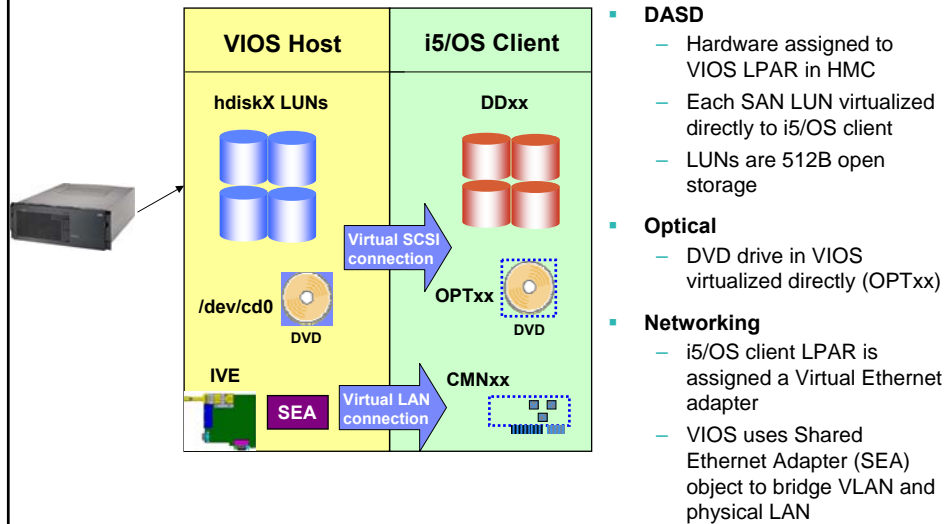 VIOS Host
i5/OS Client
hdiskX LUNs
DDxx
Virtual SCSI
connection
/dev/cd0
DVD
OPTxx
DVD
IVE
SEA
Virtual LAN
connection
CMNxx
▪ DASD
– Hardware assigned to
VIOS LPAR in HMC
– Each SAN LUN virtualized
directly to i5/OS client
– LUNs are 512B open
storage
▪ Optical
– DVD drive in VIOS
virtualized directly (OPTxx)
▪ Networking
– i5/OS client LPAR is
assigned a Virtual Ethernet
adapter
– VIOS uses Shared
Ethernet Adapter (SEA)
object to bridge VLAN and
physical LAN